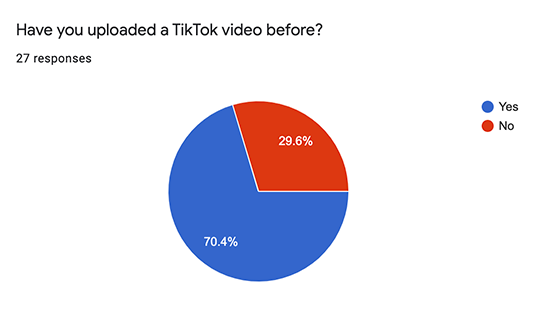 Have you uploaded a TikTok video before?
27 responses
Yes
No
29.6%
70.4%